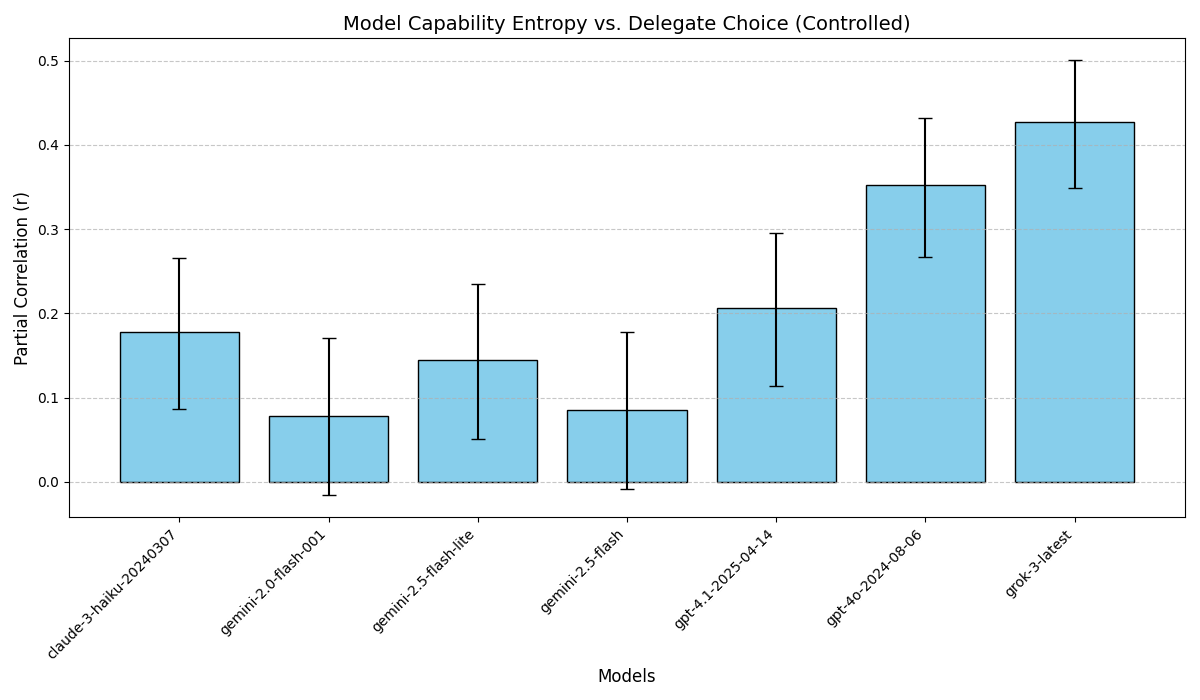 Model Capability Entropy vs. Delegate Choice (Controlled)
Partial Correlation (r)
0.5
0.4
0.3
0.2
0.1
0.0
claude-3-haiku-20240307
gemini-2.0-flash-001
gemini-2.5-flash-lite
gemini-2.5-flash
gpt-4.1-2025-04-14
gpt-4o-2024-08-06
grok-3-latest
Models